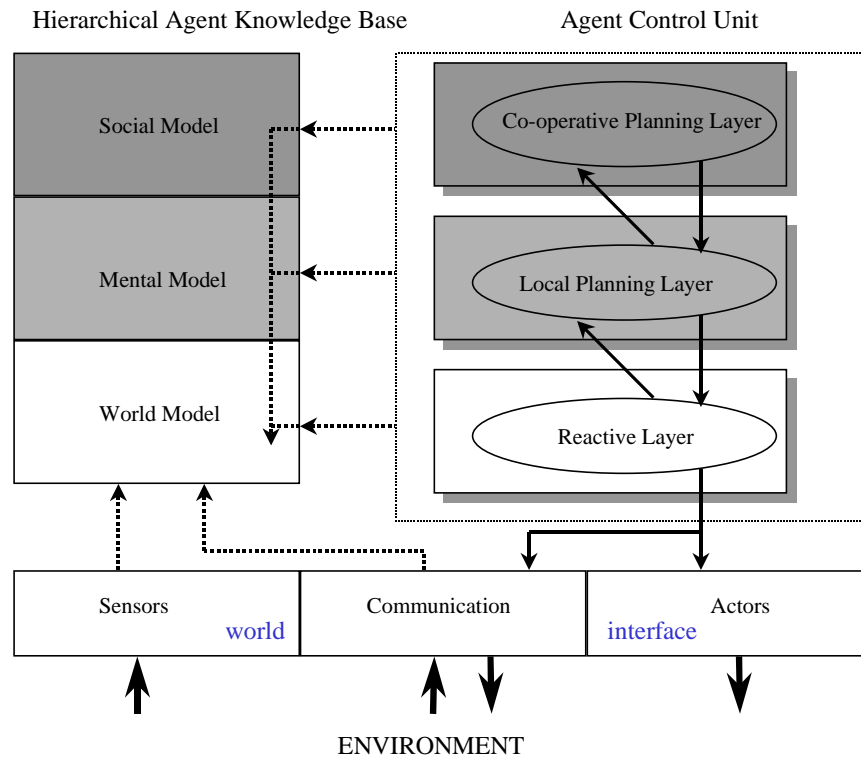 Hierarchical Agent Knowledge Base
Agent Control Unit
Social Model
Co-operative Planning Layer
Mental Model
Local Planning Layer
World Model
Reactive Layer
Sensors
Communication
Actors
world
interface
ENVIRONMENT